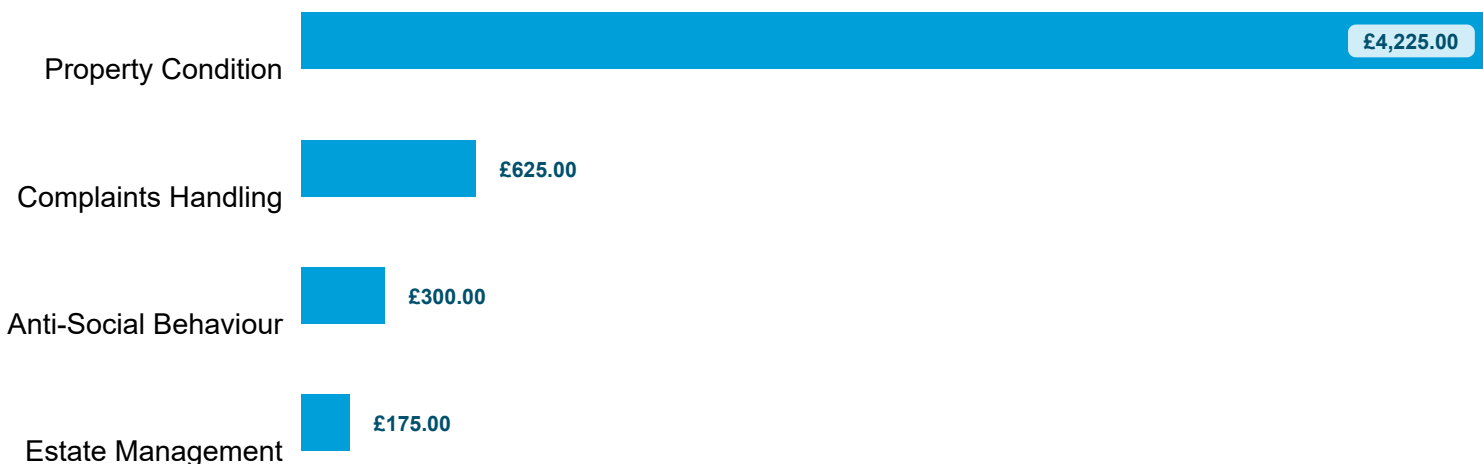 £4,225.00
Property Condition
£625.00
Complaints Handling
£300.00
Anti-Social Behaviour
£175.00
Estate Management